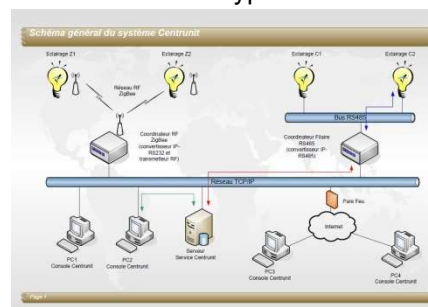 Schéma général du système Centrunit
Eclairage Z1
Eclairage Z2
Eclairage C1
Eclairage C2
Réseau RF
ZigBee
Bus RS485
Coordinateur RF
ZigBee
(convertisseur IP-
RS232 et
transmetteur RF)
Coordinateur Filaire
RS485
(convertisseur IP-
RS485)
Réseau TCP/IP
Pare Feu
Internet
PC1
Console Centrunit
PC2
Console Centrunit
Serveur
Service Centrunit
PC3
Console Centrunit
PC4
Console Centrunit
Page 1